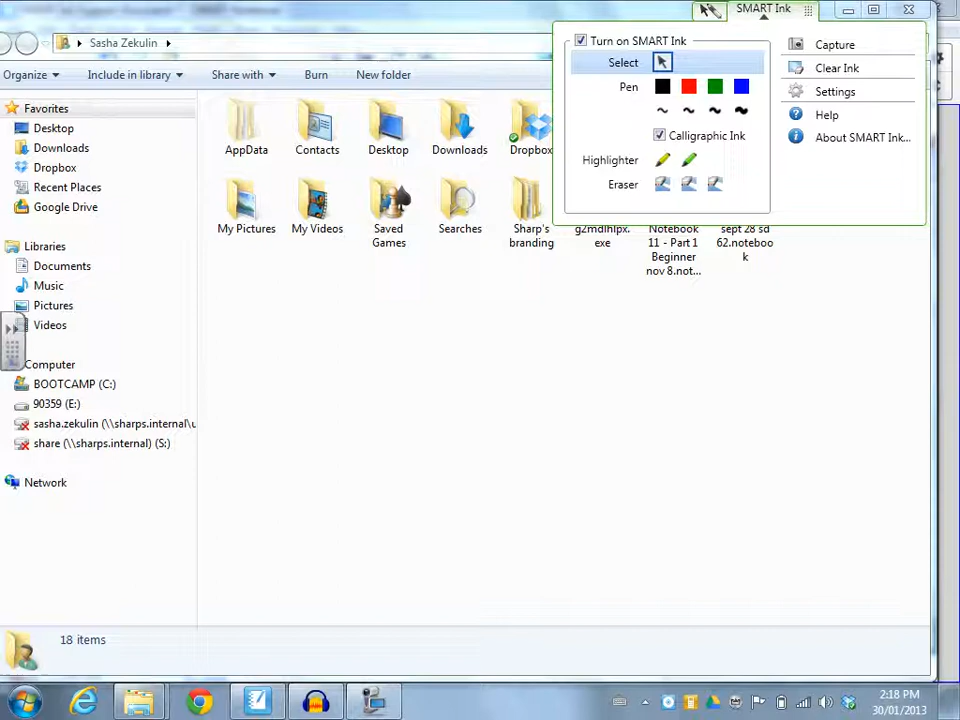 SMART Ink
Sasha Zekulin
Organize
Include in library
Share with
Burn
New folder
Turn on SMART Ink
Select
Pen
Calligraphic Ink
Highlighter
Eraser
Capture
Clear Ink
Settings
Help
About SMART Ink...
Favorites
Desktop
Downloads
Dropbox
Recent Places
Google Drive
Libraries
Documents
Music
Pictures
Videos
Computer
BOOTCAMP (C:)
90359 (E:)
sasha.zekulin (\\sharps.internal\u
share (\\sharps.internal) (S:)
Network
AppData
Contacts
Desktop
Downloads
Dropbox
My Pictures
My Videos
Saved
Games
Searches
Sharp's
branding
g2mdlhlpx.
exe
Notebook
11 - Part 1
Beginner
nov 8.not...
sept 28 sd
62.noteboo
k
18 items
2:18 PM
30/01/2013